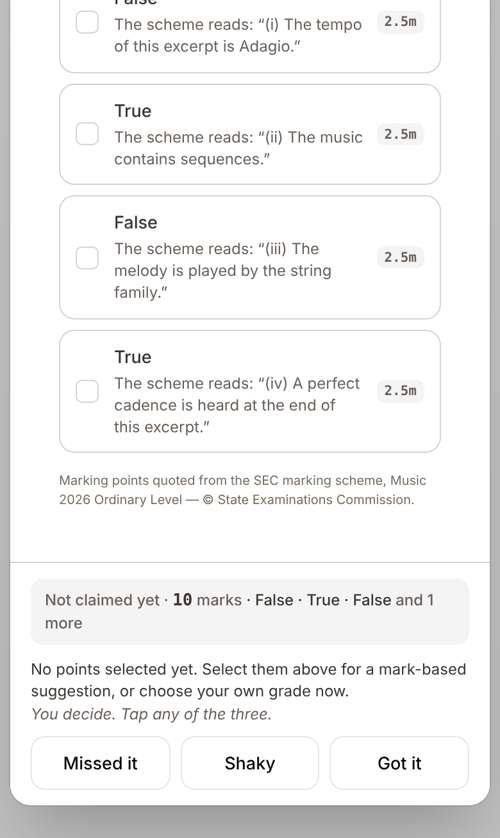 False
The scheme reads: “(i) The tempo
of this excerpt is Adagio.”
2.5m
True
The scheme reads: “(ii) The music
contains sequences.”
2.5m
False
The scheme reads: “(iii) The
melody is played by the string
family.”
2.5m
True
The scheme reads: “(iv) A perfect
cadence is heard at the end of
this excerpt.”
2.5m
Marking points quoted from the SEC marking scheme, Music
2026 Ordinary Level — © State Examinations Commission.
Not claimed yet · 10 marks · False · True · False and 1
more
No points selected yet. Select them above for a mark-based
suggestion, or choose your own grade now.
You decide. Tap any of the three.
Missed it
Shaky
Got it